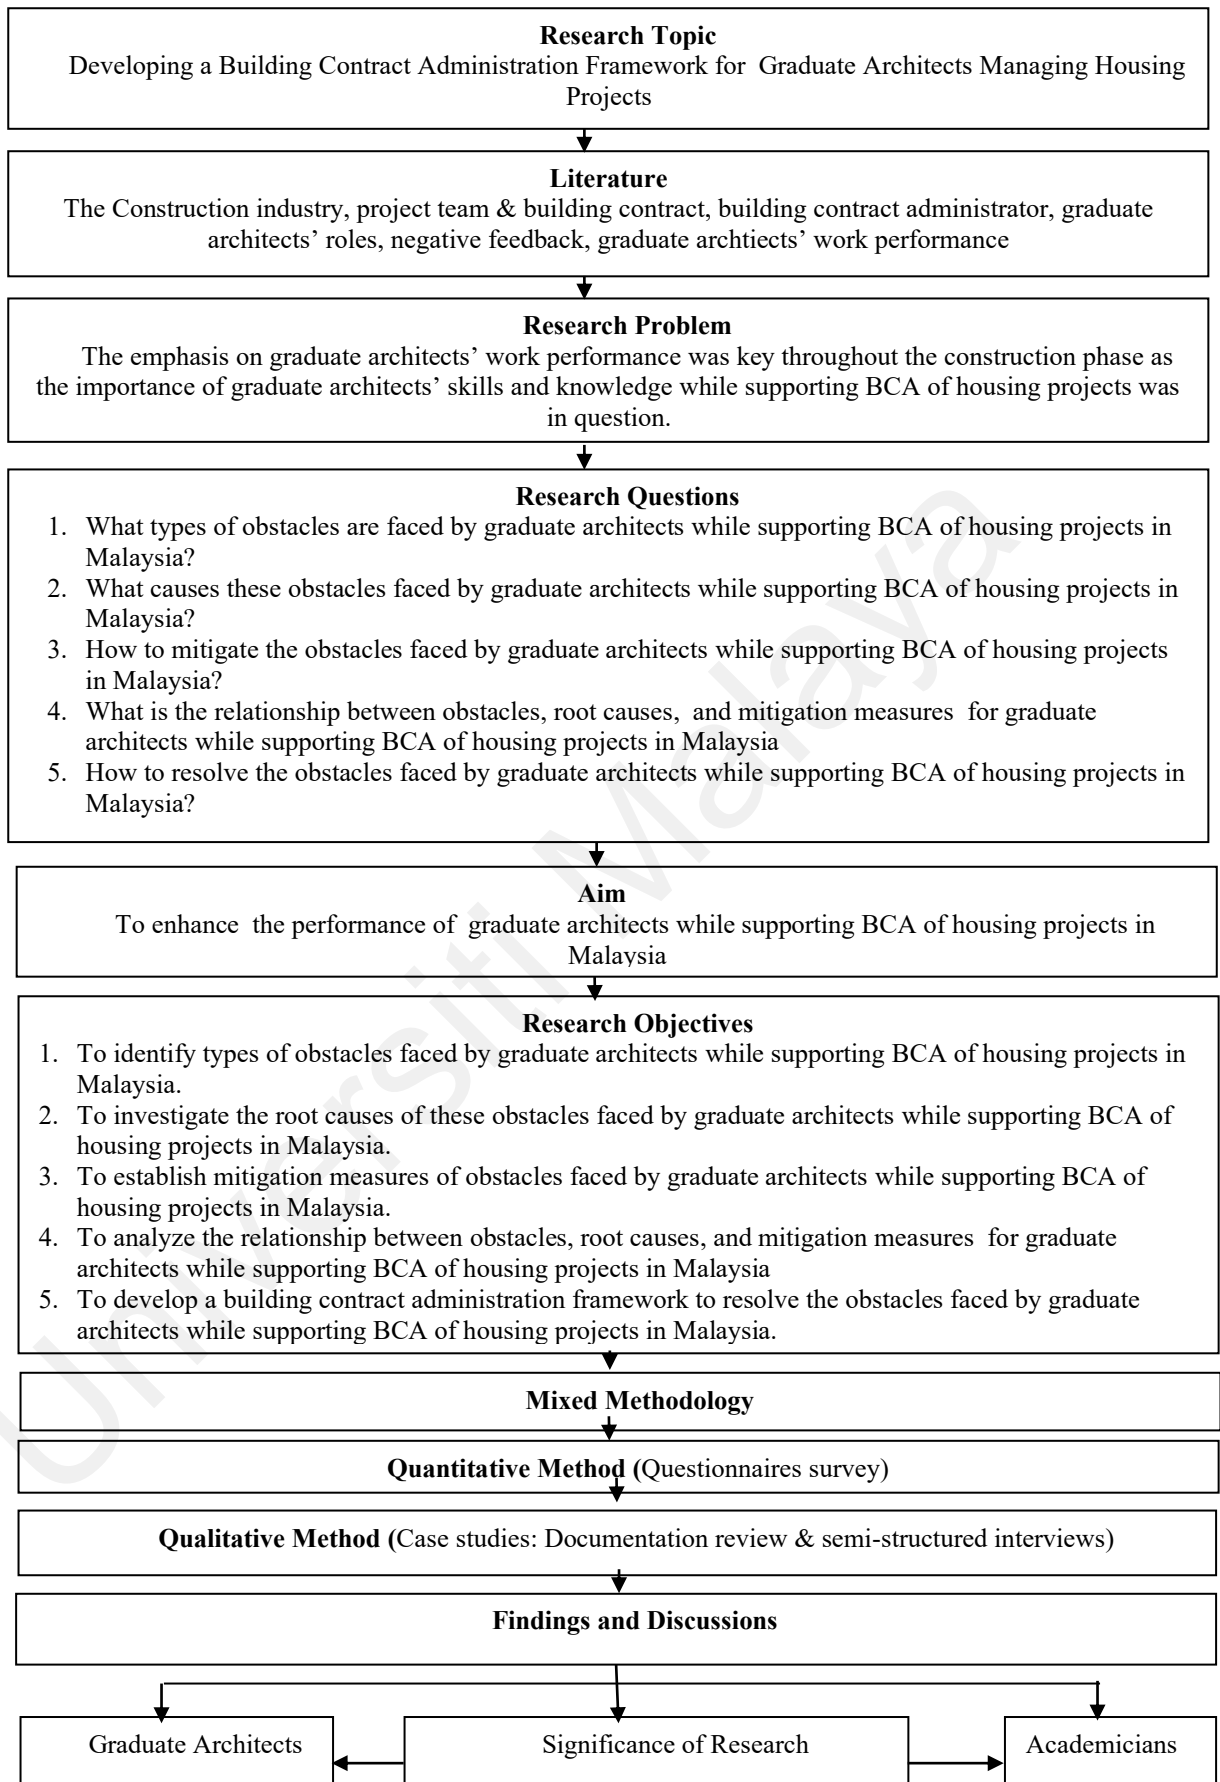 Research Topic
Developing a Building Contract Administration Framework for Graduate Architects Managing Housing
Projects
Literature
The Construction industry, project team & building contract, building contract administrator, graduate
architects’ roles, negative feedback, graduate archtiects’ work performance
Research Problem
The emphasis on graduate architects’ work performance was key throughout the construction phase as
the importance of graduate architects’ skills and knowledge while supporting BCA of housing projects was
in question.
Research Questions
1. What types of obstacles are faced by graduate architects while supporting BCA of housing projects in
Malaysia?
2. What causes these obstacles faced by graduate architects while supporting BCA of housing projects in
Malaysia?
3. How to mitigate the obstacles faced by graduate architects while supporting BCA of housing projects
in Malaysia?
4. What is the relationship between obstacles, root causes, and mitigation measures for graduate
architects while supporting BCA of housing projects in Malaysia
5. How to resolve the obstacles faced by graduate architects while supporting BCA of housing projects in
Malaysia?
Aim
To enhance the performance of graduate architects while supporting BCA of housing projects in
Malaysia
Research Objectives
1. To identify types of obstacles faced by graduate architects while supporting BCA of housing projects in
Malaysia.
2. To investigate the root causes of these obstacles faced by graduate architects while supporting BCA of
housing projects in Malaysia.
3. To establish mitigation measures of obstacles faced by graduate architects while supporting BCA of
housing projects in Malaysia.
4. To analyze the relationship between obstacles, root causes, and mitigation measures for graduate
architects while supporting BCA of housing projects in Malaysia
5. To develop a building contract administration framework to resolve the obstacles faced by graduate
architects while supporting BCA of housing projects in Malaysia.
Mixed Methodology
Quantitative Method (Questionnaires survey)
Qualitative Method (Case studies: Documentation review & semi-structured interviews)
Findings and Discussions
Graduate Architects
Significance of Research
Academicians
Universiti Malaya